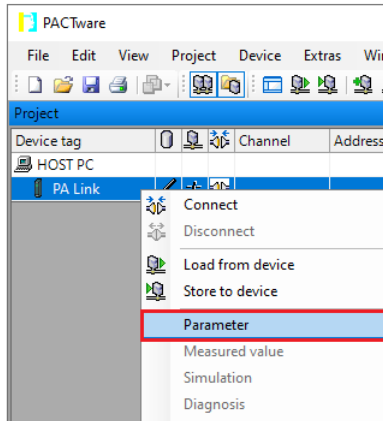 PACTware
File Edit View Project Device Extras
Project
Device tag Channel Address
HOST PC
PA Link
Connect
Disconnect
Load from device
Store to device
Parameter
Measured value
Simulation
Diagnosis